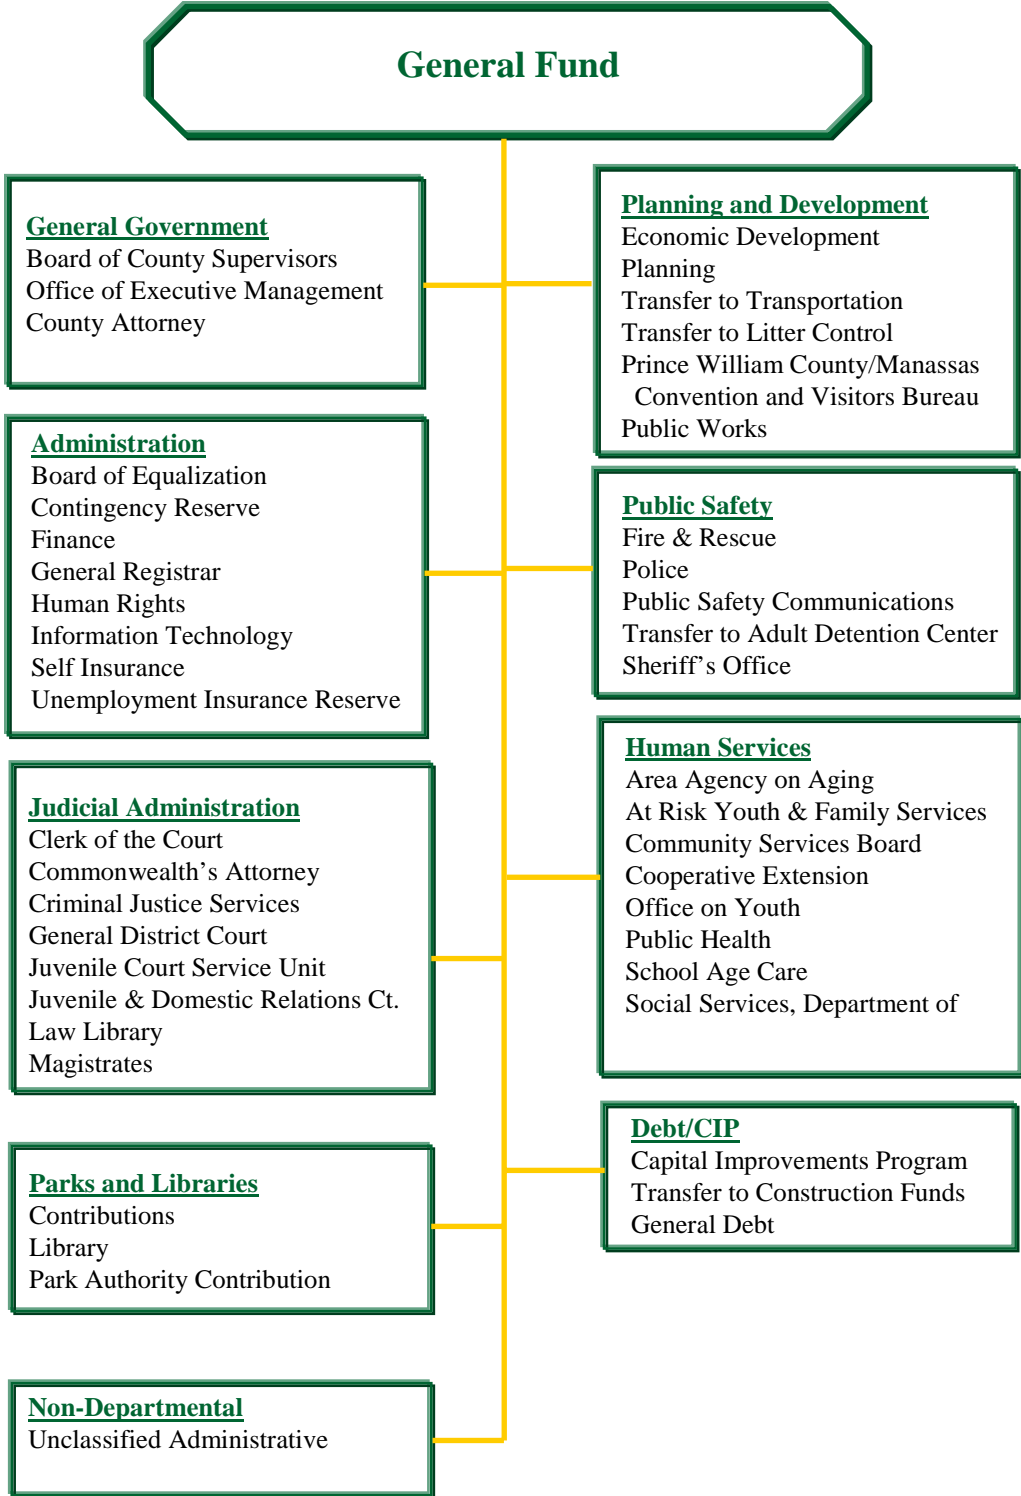 General Fund
General Government
Board of County Supervisors
Office of Executive Management
County Attorney
Administration
Board of Equalization
Contingency Reserve
Finance
General Registrar
Human Rights
Information Technology
Self Insurance
Unemployment Insurance Reserve
Judicial Administration
Clerk of the Court
Commonwealth’s Attorney
Criminal Justice Services
General District Court
Juvenile Court Service Unit
Juvenile & Domestic Relations Ct.
Law Library
Magistrates
Parks and Libraries
Contributions
Library
Park Authority Contribution
Non-Departmental
Unclassified Administrative
Planning and Development
Economic Development
Planning
Transfer to Transportation
Transfer to Litter Control
Prince William County/Manassas
Convention and Visitors Bureau
Public Works
Public Safety
Fire & Rescue
Police
Public Safety Communications
Transfer to Adult Detention Center
Sheriff’s Office
Human Services
Area Agency on Aging
At Risk Youth & Family Services
Community Services Board
Cooperative Extension
Office on Youth
Public Health
School Age Care
Social Services, Department of
Debt/CIP
Capital Improvements Program
Transfer to Construction Funds
General Debt